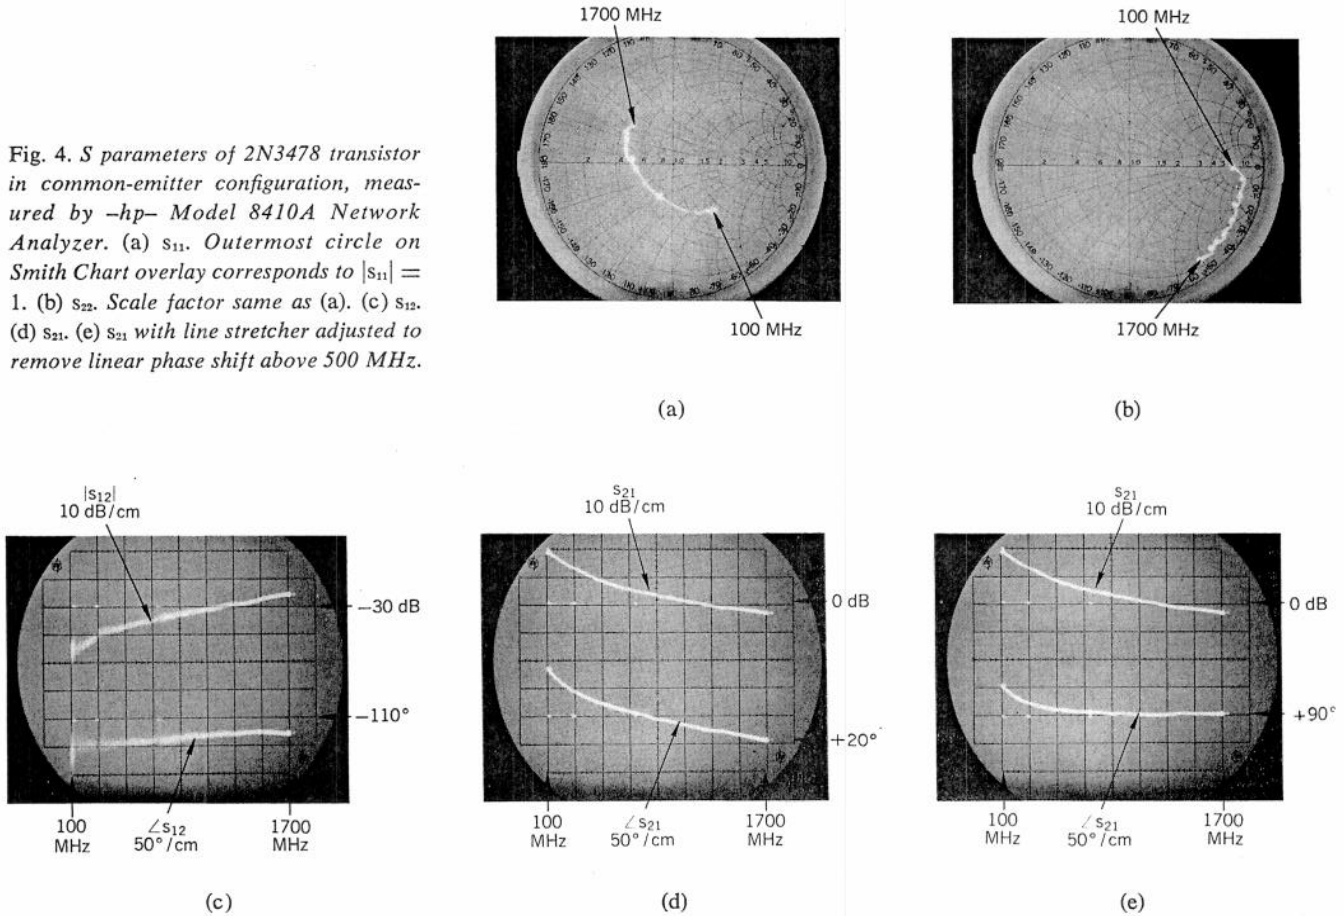 Fig. 4. S parameters of 2N3478 transistor
in common-emitter configuration, meas-
ured by –hp– Model 8410A Network
Analyzer. (a) s₁₁. Outermost circle on
Smith Chart overlay corresponds to |s₁₁| =
1. (b) s₂₂. Scale factor same as (a). (c) s₁₂.
(d) s₂₁. (e) s₂₁ with line stretcher adjusted to
remove linear phase shift above 500 MHz.
1700 MHz
100 MHz
(a)
100 MHz
1700 MHz
(b)
|s₁₂|
10 dB/cm
—30 dB
—110°
100
MHz
∠s₁₂
50°/cm
1700
MHz
(c)
s₂₁
10 dB/cm
0 dB
+20°
100
MHz
∠s₂₁
50°/cm
1700
MHz
(d)
s₂₁
10 dB/cm
0 dB
+90°
100
MHz
∠s₂₁
50°/cm
1700
MHz
(e)